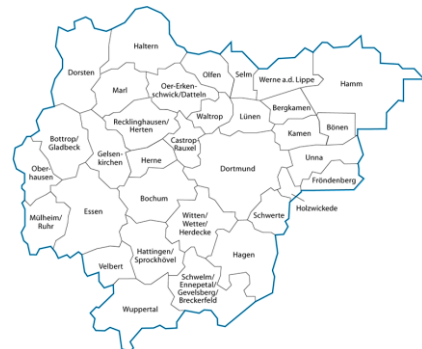 Haltern
Dorsten
Olfen
Selm
Werne a.d. Lippe
Hamm
Marl
Oer-Erken-
schwick/Datteln
Bergkamen
Recklinghausen/
Herten
Waltrop
Lünen
Bönen
Kamen
Bottrop/
Gladbeck
Castrop-
Rauxel
Gelsen-
kirchen
Herne
Dortmund
Unna
Ober-
hausen
Fröndenberg
Bochum
Holzwickede
Mülheim/
Ruhr
Essen
Witten/
Wetter/
Herdecke
Schwerte
Hattingen/
Sprockhövel
Hagen
Velbert
Schwelm/
Ennepetal/
Gevelsberg/
Breckerfeld
Wuppertal